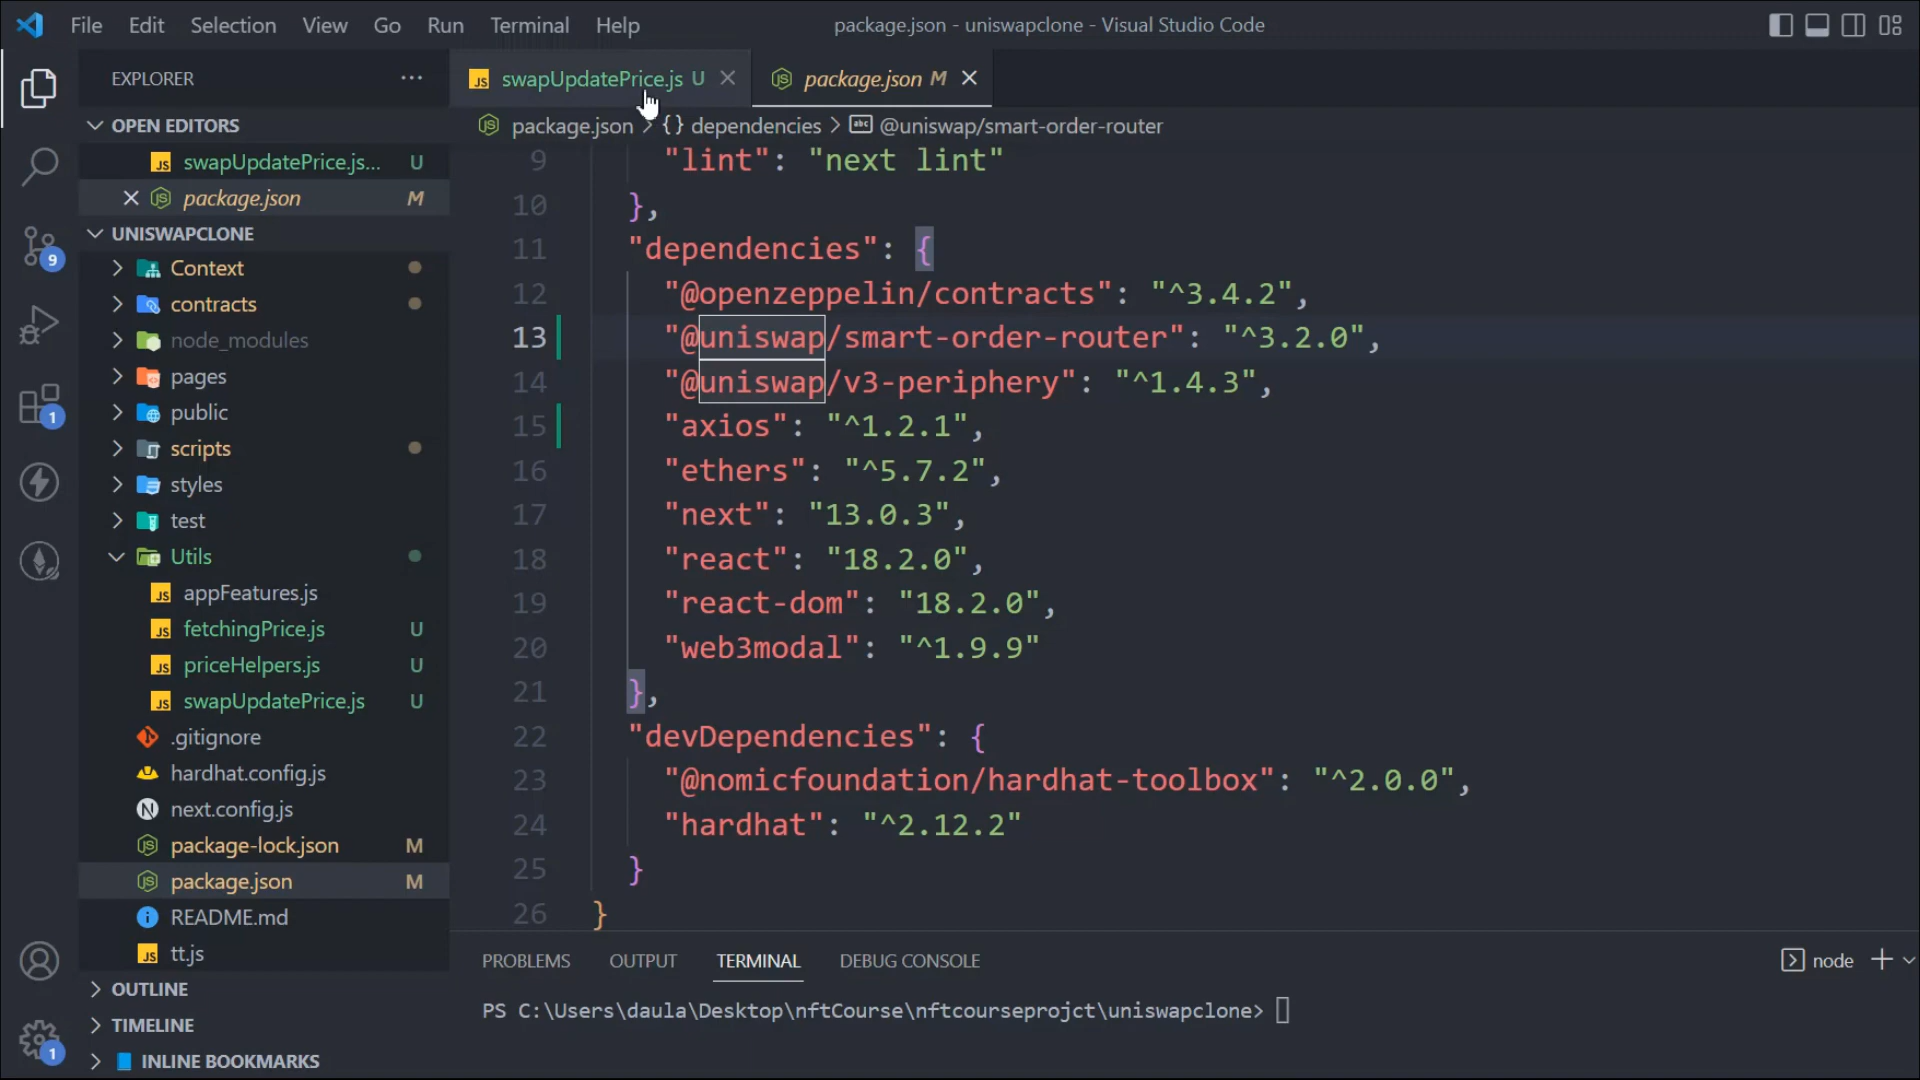 File Edit Selection View Go Run Terminal Help
package.json - uniswapclone - Visual Studio Code
EXPLORER
OPEN EDITORS
swapUpdatePrice.js... U
package.json M
UNISWAPCLONE
Context
contracts
node_modules
pages
public
scripts
styles
test
Utils
appFeatures.js
fetchingPrice.js U
priceHelpers.js U
swapUpdatePrice.js U
.gitignore
hardhat.config.js
next.config.js
package-lock.json M
package.json M
README.md
tt.js
OUTLINE
TIMELINE
INLINE BOOKMARKS
9
1
1
swapUpdatePrice.js U
package.json M
package.json > {} dependencies > abc @uniswap/smart-order-router
9 "lint": "next lint"
10 },
11 "dependencies": {
12 "@openzeppelin/contracts": "^3.4.2",
13 "@uniswap/smart-order-router": "^3.2.0",
14 "@uniswap/v3-periphery": "^1.4.3",
15 "axios": "^1.2.1",
16 "ethers": "^5.7.2",
17 "next": "13.0.3",
18 "react": "18.2.0",
19 "react-dom": "18.2.0",
20 "web3modal": "^1.9.9"
21 },
22 "devDependencies": {
23 "@nomicfoundation/hardhat-toolbox": "^2.0.0",
24 "hardhat": "^2.12.2"
25 }
26 }
PROBLEMS OUTPUT TERMINAL DEBUG CONSOLE
node
PS C:\Users\daula\Desktop\nftCourse\nftcourseprojct\uniswapclone>